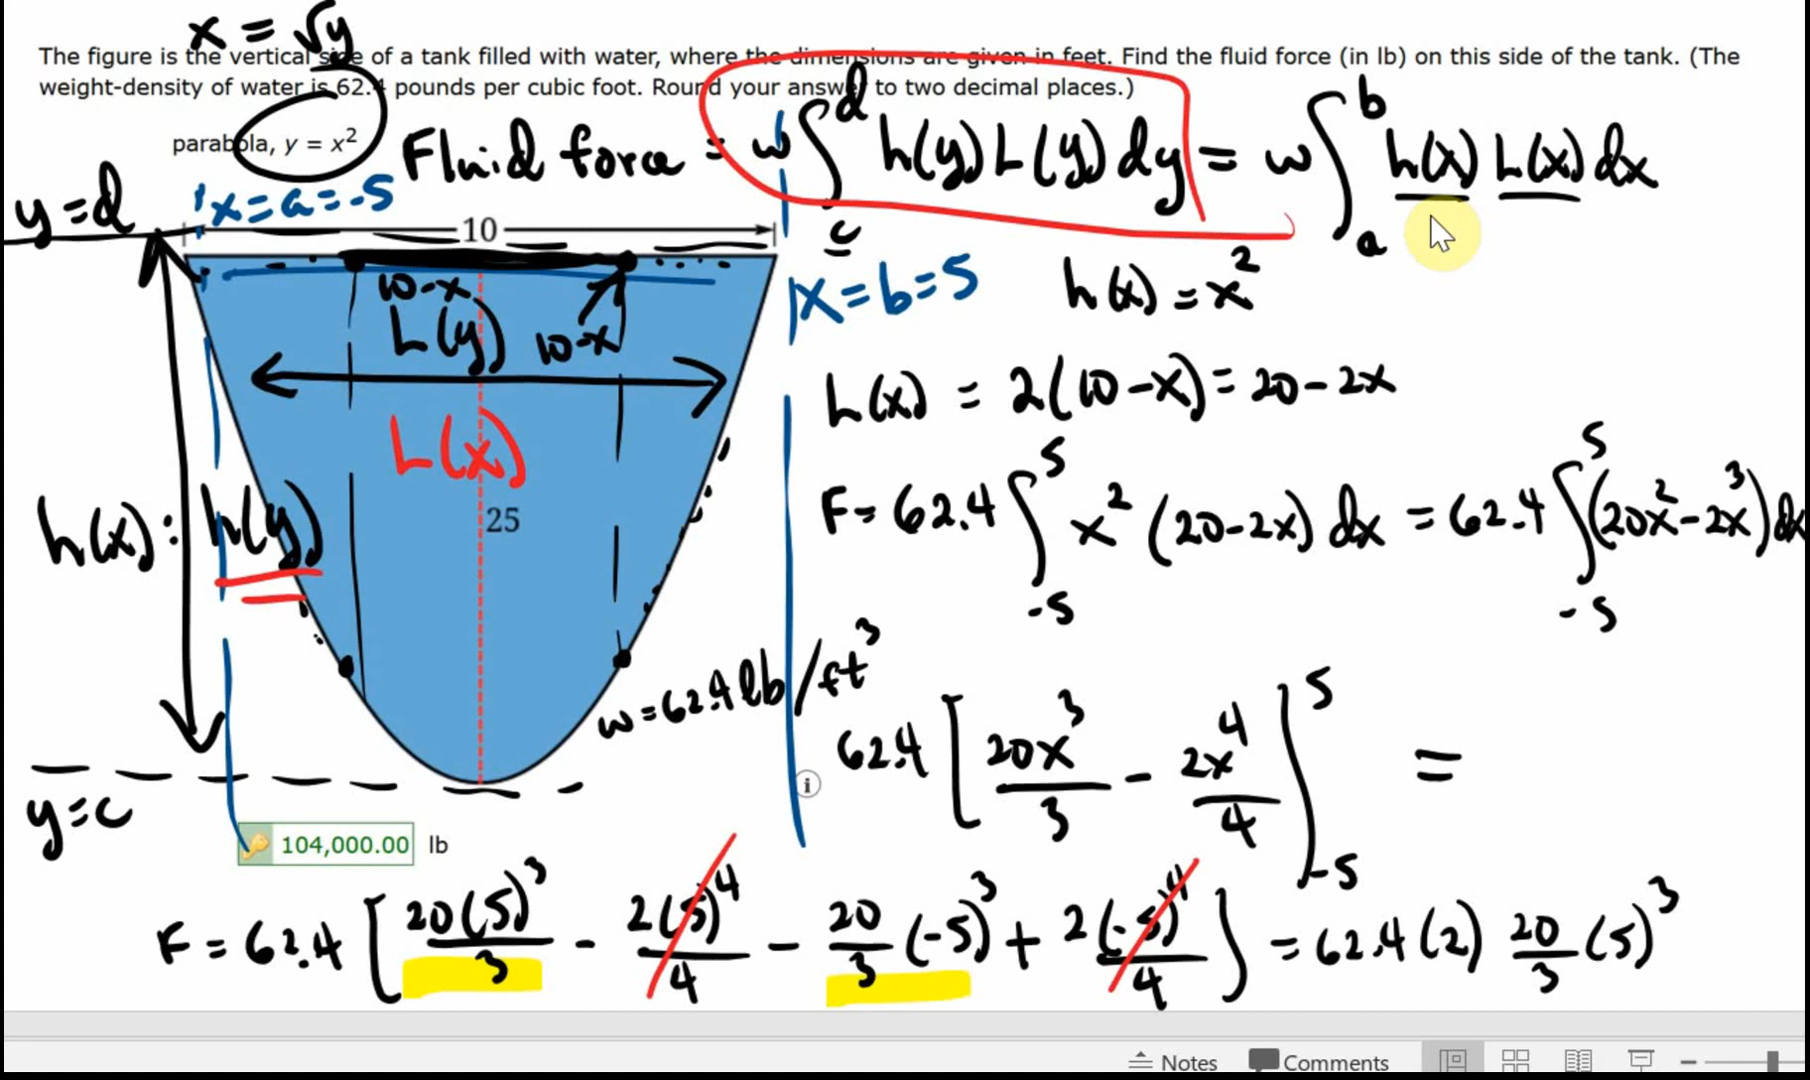 x = √y
The figure is the vertical side of a tank filled with water, where the dimensions are given in feet. Find the fluid force (in lb) on this side of the tank. (The
weight-density of water is 62.4 pounds per cubic foot. Round your answer to two decimal places.)
parabola, y = x²
Fluid force = w ∫_c^d h(y) L(y) dy = w ∫_a^b h(x) L(x) dx
y = d
x = a = -5
10
x = b = 5
h(x) = x²
10-x
L(y)
10-x
L(x) = 2(10-x) = 20-2x
L(x)
F = 62.4 ∫_-5^5 x² (20-2x) dx = 62.4 ∫_-5^5 (20x²-2x³) dx
h(x):
h(y)
25
w = 62.4 lb/ft³
62.4 [20x³/3 - 2x⁴/4]_-5^5 =
y = c
104,000.00 lb
F = 62.4 [20(5)³/3 - 2(5)⁴/4 - 20/3 (-5)³ + 2(-5)⁴/4] = 62.4 (2) 20/3 (5)³
Notes Comments